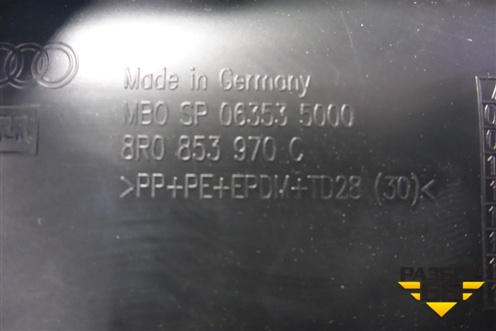 Made in Germany
MBO SP 06353 5000
8R0 853 970 C
>PP+PE+EPDM+TD28 (30)<